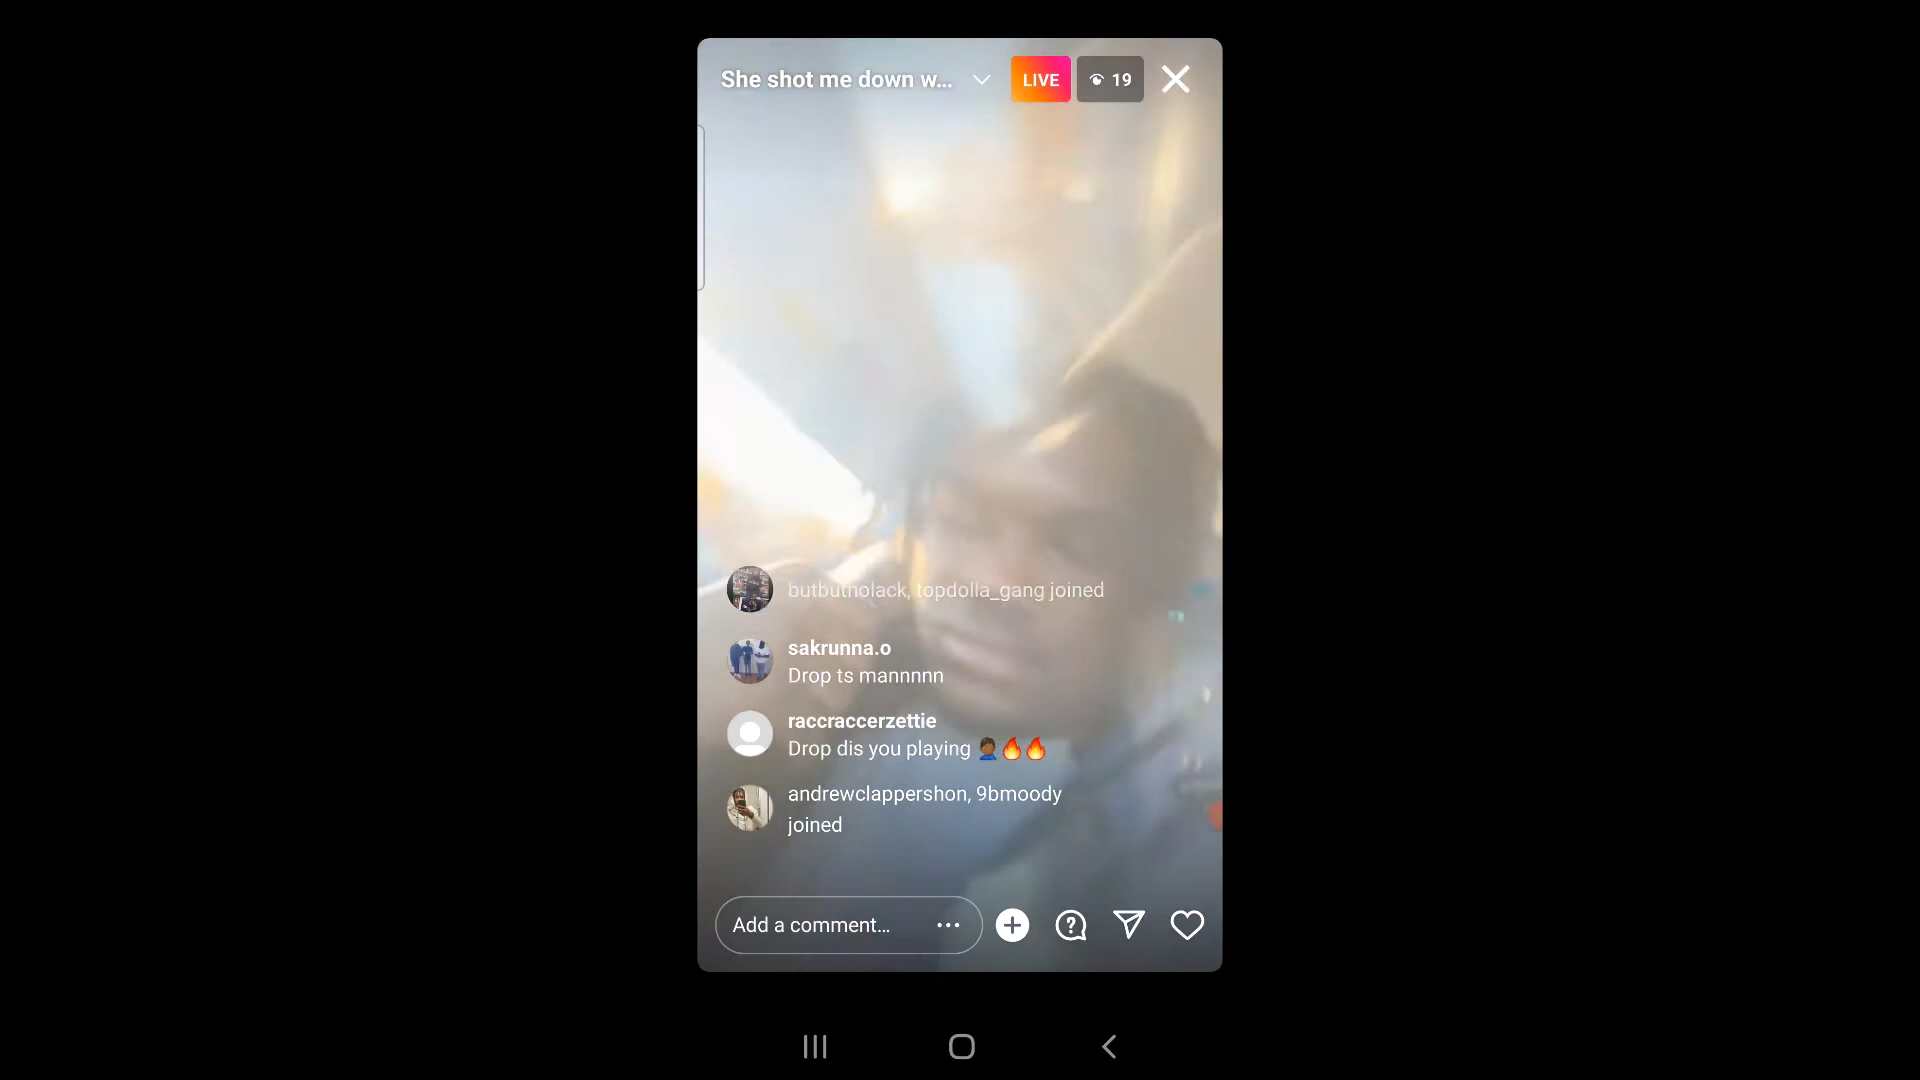 She shot me down w...
LIVE
19
butbutnolack, topdolla_gang joined
sakrunna.o
Drop ts mannnnn
raccraccerzettie
Drop dis you playing 🤦🏾‍♂️🔥🔥
andrewclappershon, 9bmoody
joined
Add a comment...